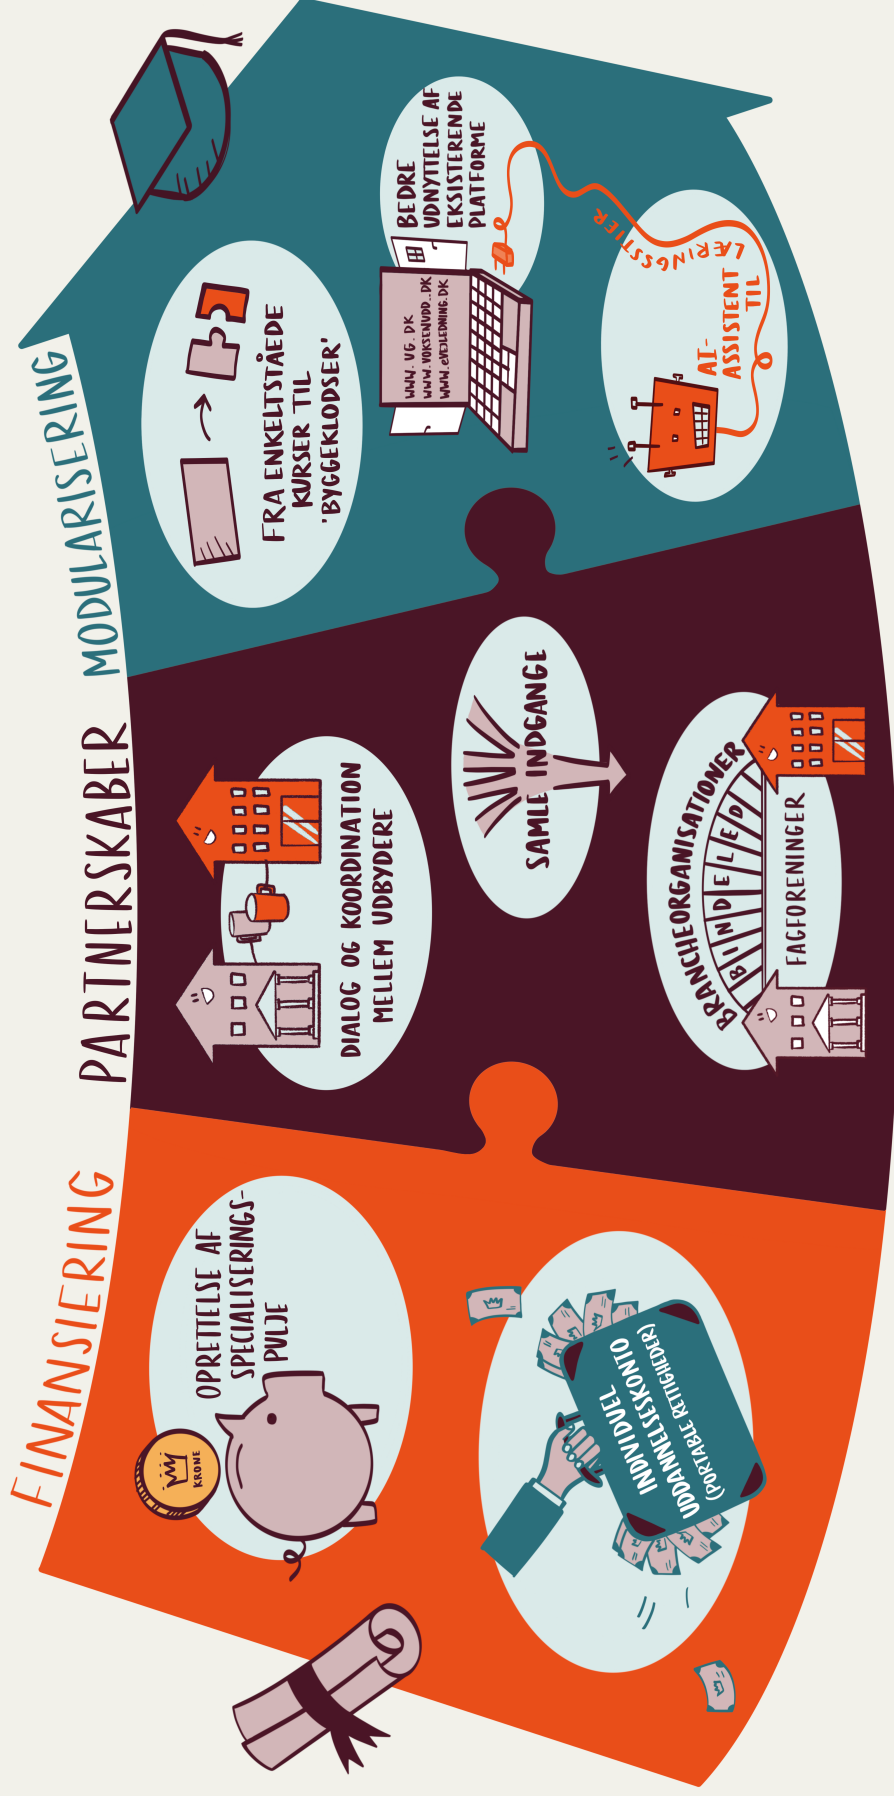 FINANSIERING
OPRETTELSE AF
SPECIALISERINGS-
PULJE
KRONE
INDIVIDUEL
UDDANNELSESKONTO
(PORTABLE RETTIGHEDER)
PARTNERSKABER
DIALOG OG KOORDINATION
MELLEM UDBYDERE
SAMLE INDGANGE
BRANCHEORGANISATIONER
BINDELED
FAGFORENINGER
MODULARISERING
FRA ENKELTSTÅEDE
KURSER TIL
'BYGGEKLODSER'
BEDRE
UDNYTTELSE AF
EKSISTERENDE
PLATFORME
WWW.UG.DK
WWW.VOKSENUDD..DK
WWW.eVEJLEDNING.DK
AI-
ASSISTENT
TIL
LÆRINGSSTIER